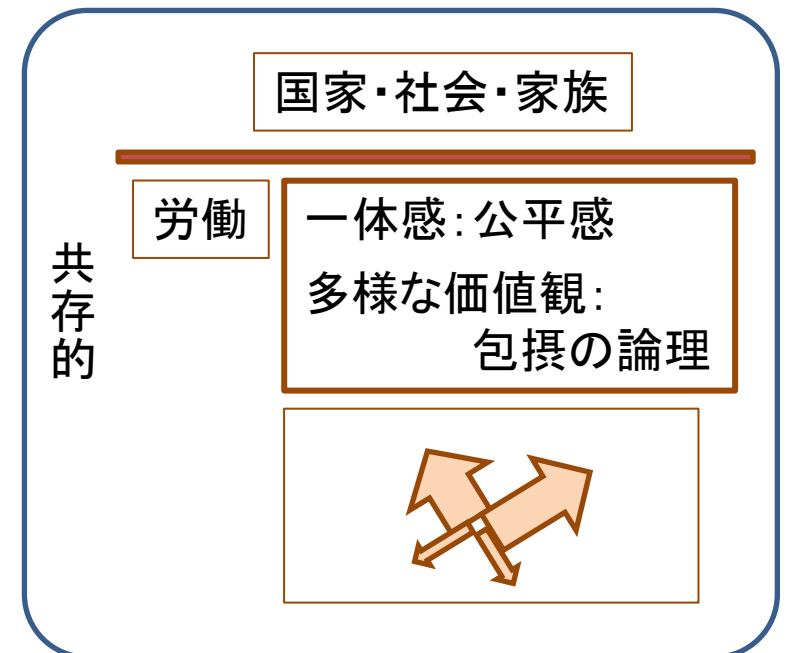 国家・社会・家族
共存的
労働
一体感：公平感
多様な価値観：
包摂の論理